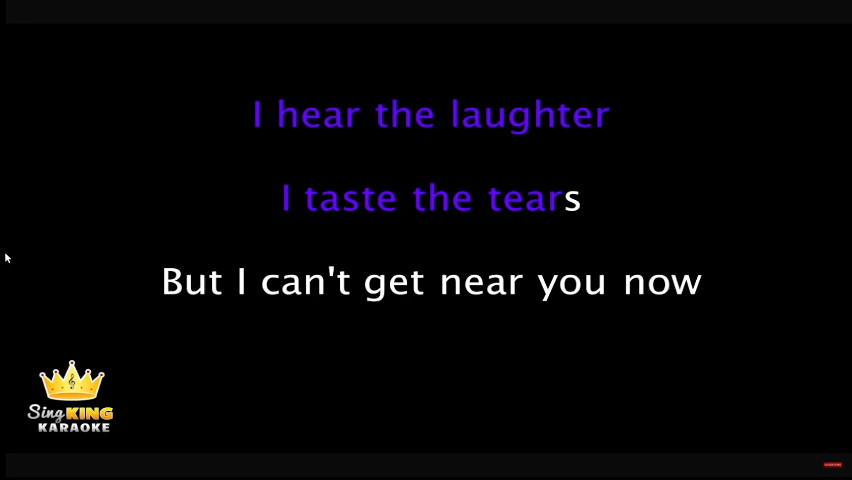 I hear the laughter
I taste the tears
But I can't get near you now
Sing KING
KARAOKE